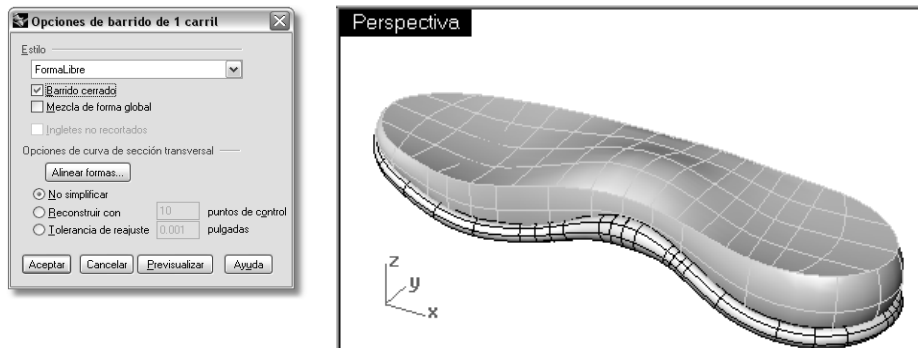 Opciones de barrido de 1 carril
Estilo
FormaLibre
Barrido cerrado
Mezcla de forma global
Ingletes no recortados
Opciones de curva de sección transversal
Alinear formas...
No simplificar
Reconstruir con 10 puntos de control
Tolerancia de reajuste 0.001 pulgadas
Aceptar Cancelar Previsualizar Ayuda
Perspectiva
z
y
x